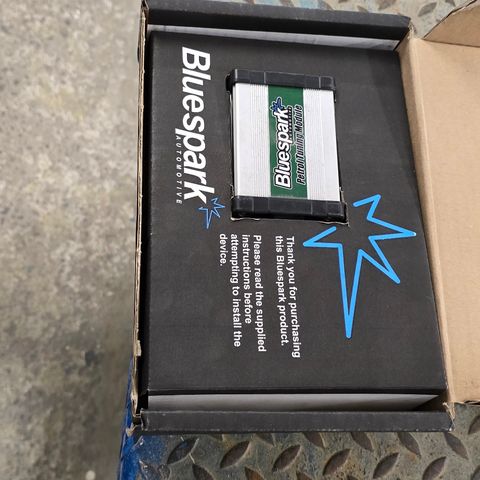 Bluespark
AUTOMOTIVE
Bluespark
Petrol Tuning Module
Thank you for purchasing
this Bluespark product.
Please read the supplied
instructions before
attempting to install the
device.